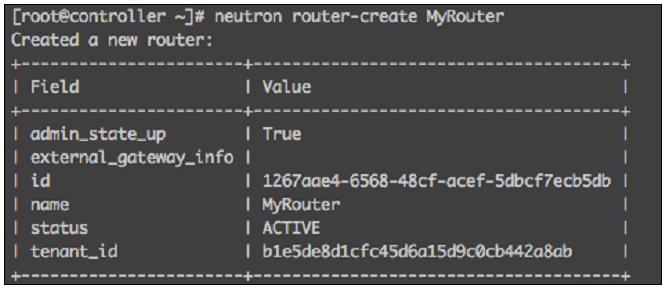 [root@controller ~]# neutron router-create MyRouter
Created a new router:
+-----------------------+--------------------------------------+
| Field                 | Value                                |
+-----------------------+--------------------------------------+
| admin_state_up        | True                                 |
| external_gateway_info |                                      |
| id                    | 1267aae4-6568-48cf-acef-5dbcf7ecb5db |
| name                  | MyRouter                             |
| status                | ACTIVE                               |
| tenant_id             | b1e5de8d1cfc45d6a15d9c0cb442a8ab     |
+-----------------------+--------------------------------------+